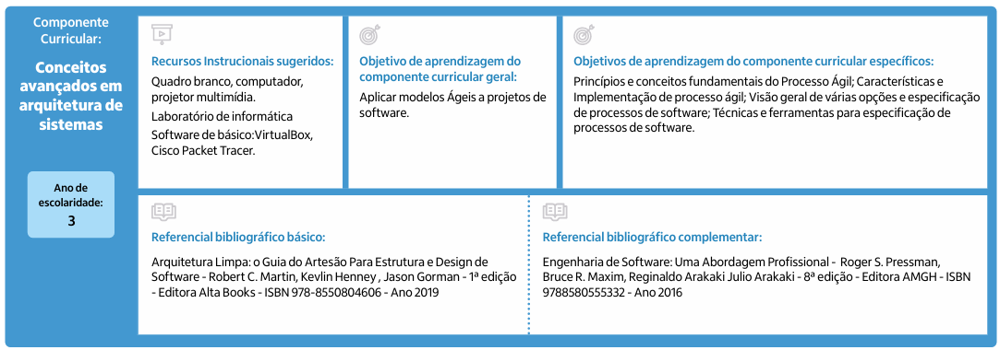 Componente
Curricular:
Conceitos
avançados em
arquitetura de
sistemas
Ano de
escolaridade:
3
Recursos Instrucionais sugeridos:
Quadro branco, computador,
projetor multimídia.
Laboratório de informática
Software de básico:VirtualBox,
Cisco Packet Tracer.
Objetivo de aprendizagem do
componente curricular geral:
Aplicar modelos Ágeis a projetos de
software.
Objetivos de aprendizagem do componente curricular específicos:
Princípios e conceitos fundamentais do Processo Ágil; Características e
Implementação de processo ágil; Visão geral de várias opções e especificação
de processos de software; Técnicas e ferramentas para especificação de
processos de software.
Referencial bibliográfico básico:
Arquitetura Limpa: o Guia do Artesão Para Estrutura e Design de
Software - Robert C. Martin, Kevlin Henney , Jason Gorman - 1ª edição
- Editora Alta Books - ISBN 978-8550804606 - Ano 2019
Referencial bibliográfico complementar:
Engenharia de Software: Uma Abordagem Profissional - Roger S. Pressman,
Bruce R. Maxim, Reginaldo Arakaki Julio Arakaki - 8ª edição - Editora AMGH - ISBN
9788580555332 - Ano 2016